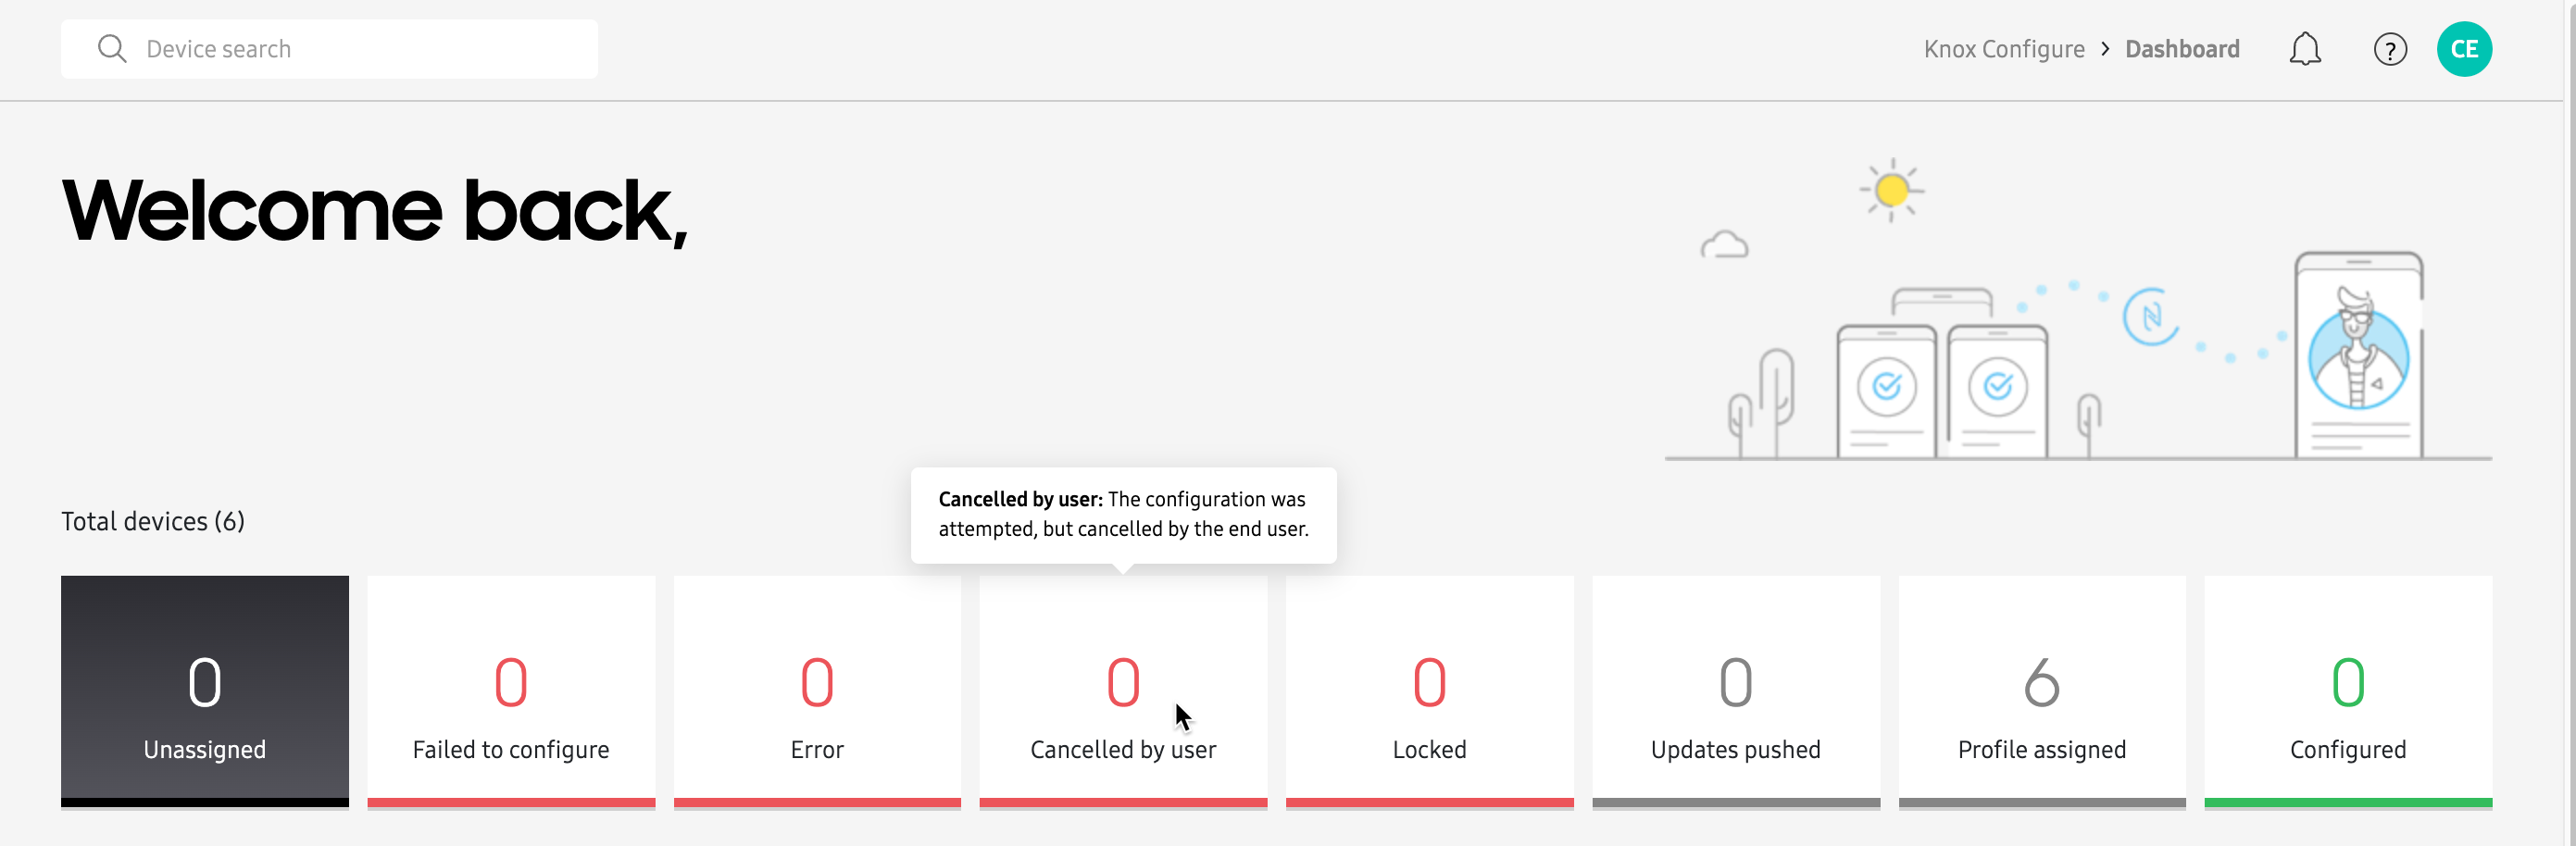 Device search
Knox Configure > Dashboard
?
CE
Welcome back,
Cancelled by user: The configuration was
attempted, but cancelled by the end user.
Total devices (6)
0
Unassigned
0
Failed to configure
0
Error
0
Cancelled by user
0
Locked
0
Updates pushed
6
Profile assigned
0
Configured